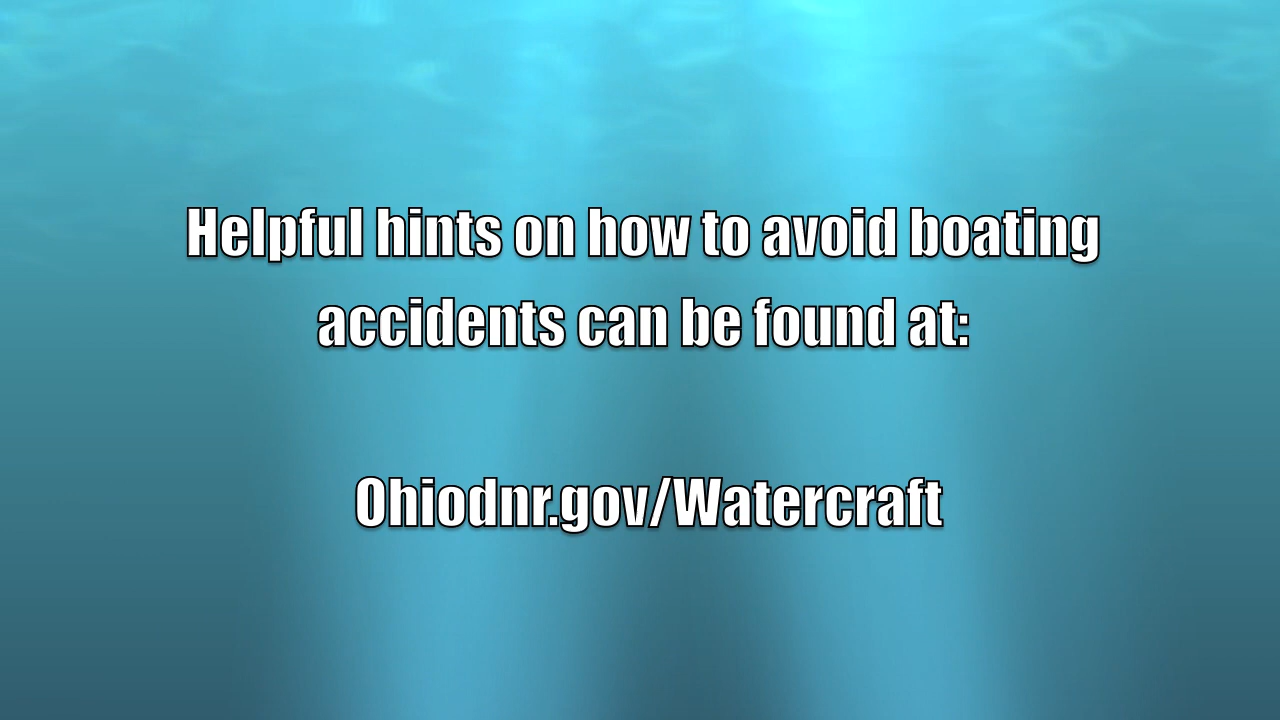 Helpful hints on how to avoid boating
accidents can be found at:
Ohiodnr.gov/Watercraft